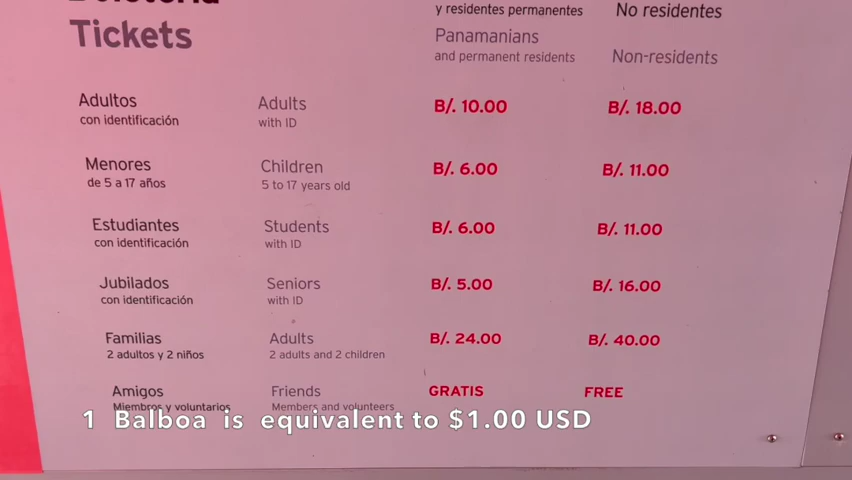 Tickets
y residentes permanentes
No residentes
Panamanians
and permanent residents
Non-residents
Adultos
con identificación
Adults
with ID
B/. 10.00
B/. 18.00
Menores
de 5 a 17 años
Children
5 to 17 years old
B/. 6.00
B/. 11.00
Estudiantes
con identificación
Students
with ID
B/. 6.00
B/. 11.00
Jubilados
con identificación
Seniors
with ID
B/. 5.00
B/. 16.00
Familias
2 adultos y 2 niños
Adults
2 adults and 2 children
B/. 24.00
B/. 40.00
Amigos
Miembros y voluntarios
Friends
Members and volunteers
GRATIS
FREE
1 Balboa is equivalent to $1.00 USD